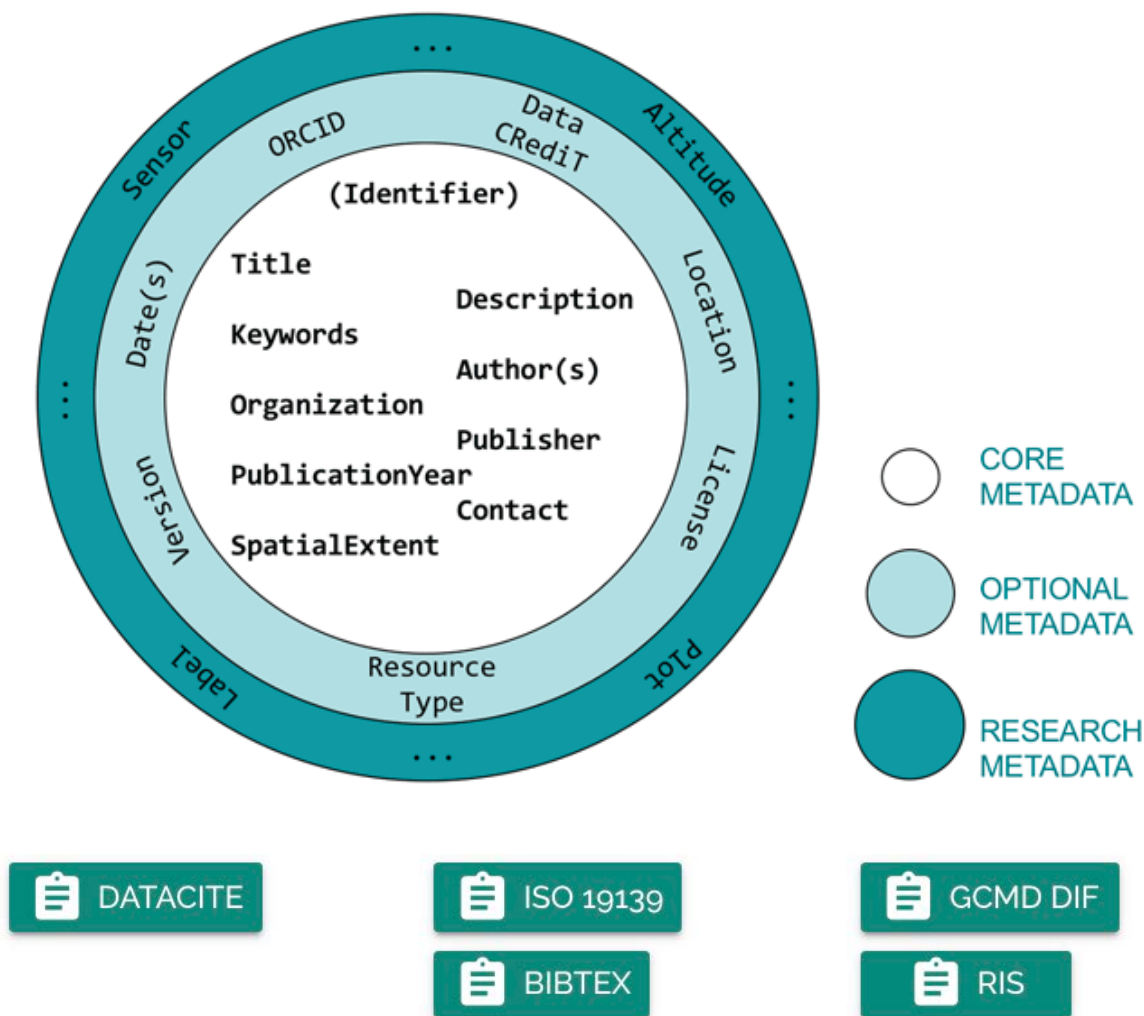 ...
Sensor
Altitude
ORCID
Data
CRediT
(Identifier)
Title
Description
Date(s)
Location
Keywords
Author(s)
...
...
Organization
Publisher
PublicationYear
Contact
Version
License
SpatialExtent
Resource
Type
Label
Plot
...
CORE
METADATA
OPTIONAL
METADATA
RESEARCH
METADATA
DATACITE
ISO 19139
GCMD DIF
BIBTEX
RIS